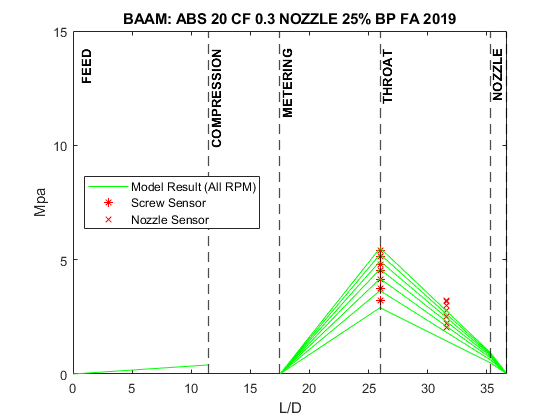 BAAM: ABS 20 CF 0.3 NOZZLE 25% BP FA 2019
15
10
5
0
Mpa
FEED
COMPRESSION
METERING
THROAT
NOZZLE
Model Result (All RPM)
Screw Sensor
Nozzle Sensor
0 5 10 15 20 25 30 35
L/D